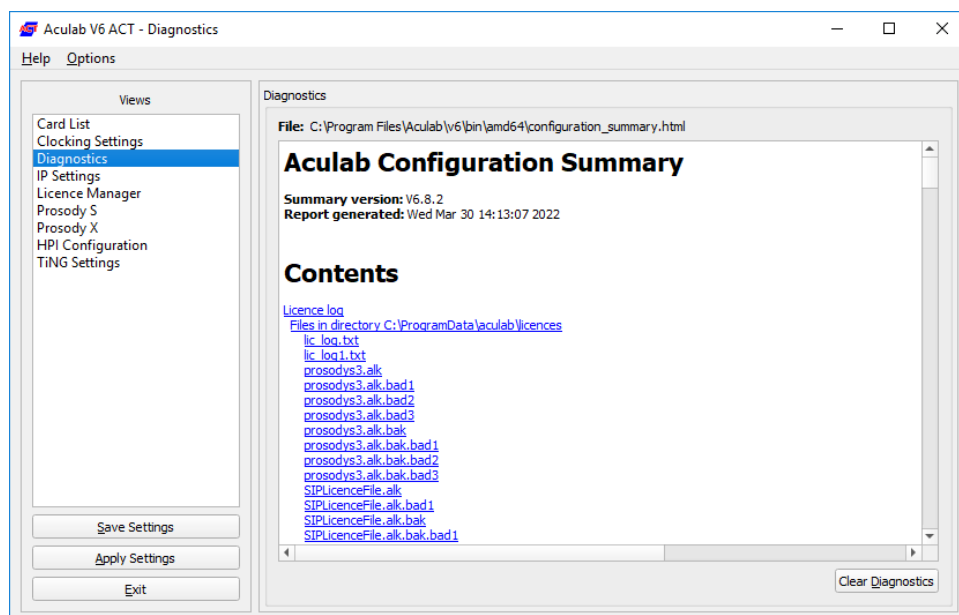 Aculab V6 ACT - Diagnostics
Help Options
Views
Card List
Clocking Settings
Diagnostics
IP Settings
Licence Manager
Prosody S
Prosody X
HPI Configuration
TiNG Settings
Save Settings
Apply Settings
Exit
Diagnostics
File: C:\Program Files\Aculab\v6\bin\amd64\configuration_summary.html
Aculab Configuration Summary
Summary version: V6.8.2
Report generated: Wed Mar 30 14:13:07 2022
Contents
Licence log
Files in directory C:\ProgramData\aculab\licences
lic_log.txt
lic_log1.txt
prosodys3.alk
prosodys3.alk.bad1
prosodys3.alk.bad2
prosodys3.alk.bad3
prosodys3.alk.bak
prosodys3.alk.bak.bad1
prosodys3.alk.bak.bad2
prosodys3.alk.bak.bad3
SIPLicenceFile.alk
SIPLicenceFile.alk.bad1
SIPLicenceFile.alk.bak
SIPLicenceFile.alk.bak.bad1
Clear Diagnostics